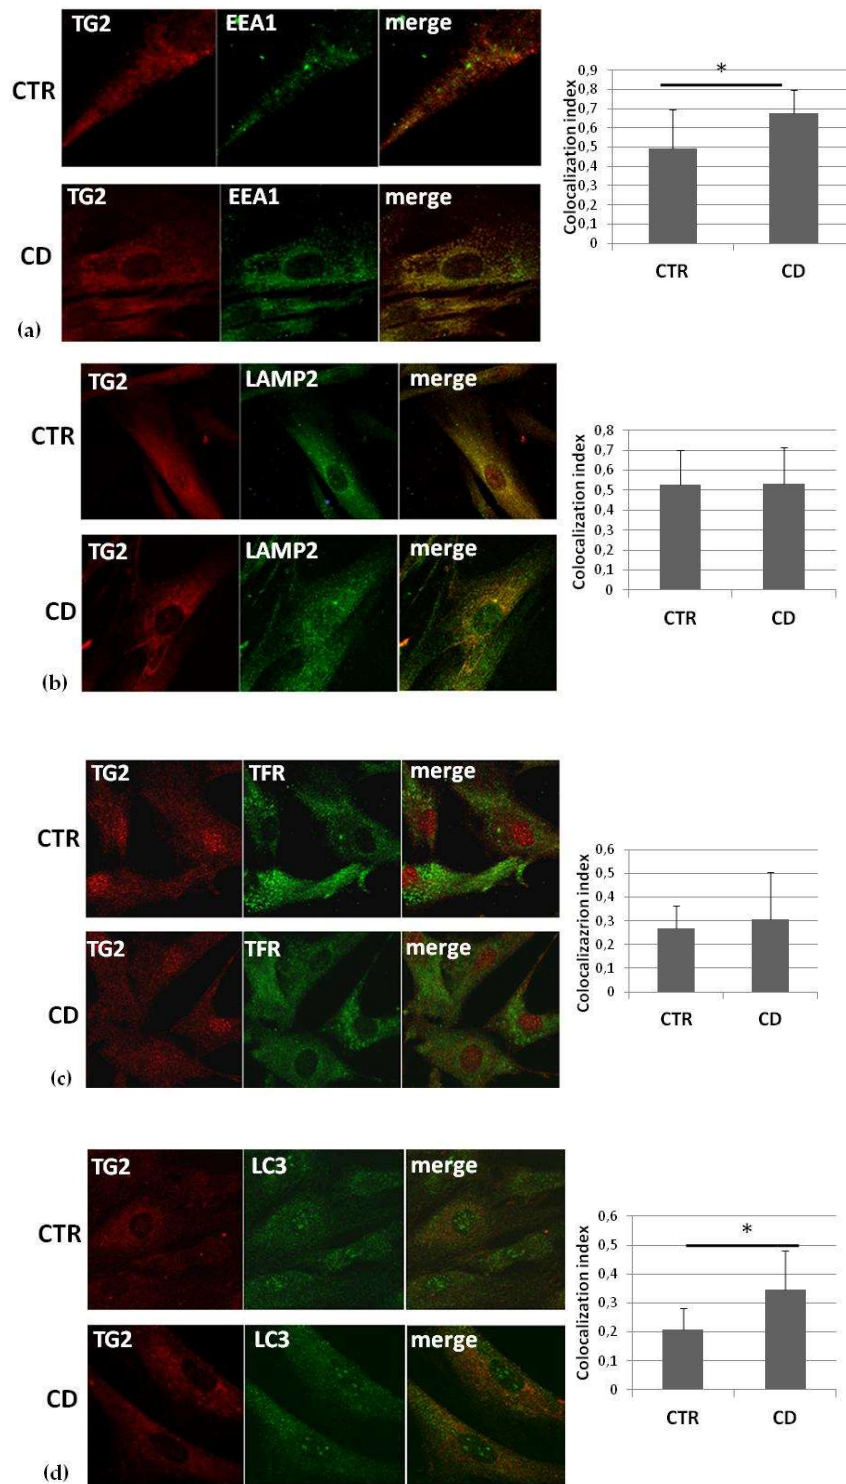 TG2 EEA1 merge
CTR
TG2 EEA1 merge
CD
(a)
Colocalization index
0,9
0,8
0,7
0,6
0,5
0,4
0,3
0,2
0,1
0
*
CTR CD
TG2 LAMP2 merge
CTR
TG2 LAMP2 merge
CD
(b)
Colocalization index
0,8
0,7
0,6
0,5
0,4
0,3
0,2
0,1
0
CTR CD
TG2 TFR merge
CTR
TG2 TFR merge
CD
(c)
Colocalizazrion index
0,6
0,5
0,4
0,3
0,2
0,1
0
CTR CD
TG2 LC3 merge
CTR
TG2 LC3 merge
CD
(d)
Colocalization index
0,6
0,5
0,4
0,3
0,2
0,1
0
*
CTR CD